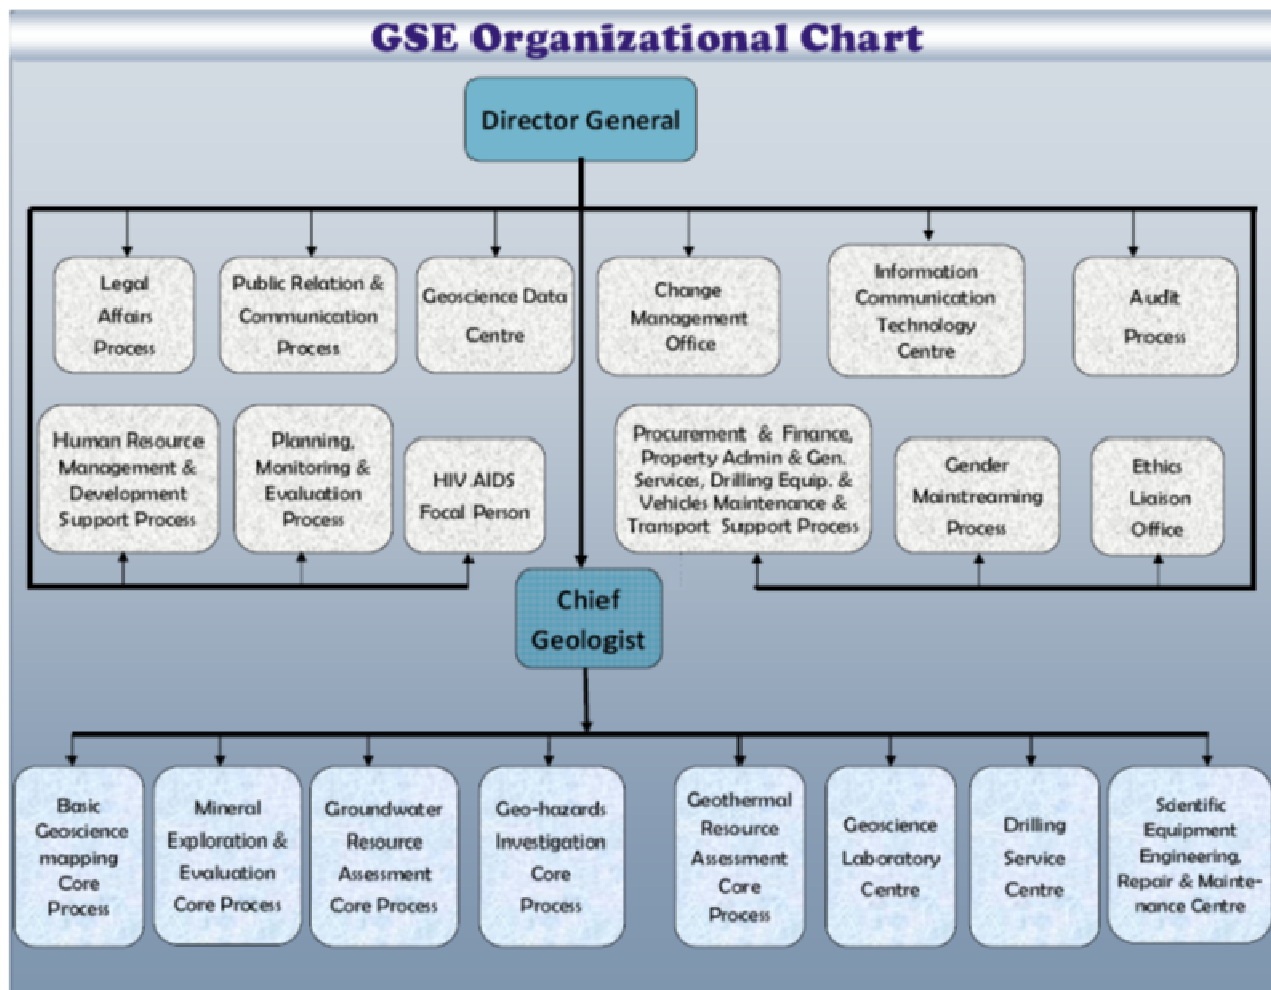 GSE Organizational Chart
Director General
Legal
Affairs
Process
Public Relation &
Communication
Process
Geoscience Data
Centre
Change
Management
Office
Information
Communication
Technology
Centre
Audit
Process
Human Resource
Management &
Development
Support Process
Planning,
Monitoring &
Evaluation
Process
HIV AIDS
Focal Person
Procurement & Finance,
Property Admin & Gen.
Services, Drilling Equip. &
Vehicles Maintenance &
Transport Support Process
Gender
Mainstreaming
Process
Ethics
Liaison
Office
Chief
Geologist
Basic
Geoscience
mapping
Core
Process
Mineral
Exploration &
Evaluation
Core Process
Groundwater
Resource
Assessment
Core Process
Geo-hazards
Investigation
Core
Process
Geothermal
Resource
Assessment
Core
Process
Geoscience
Laboratory
Centre
Drilling
Service
Centre
Scientific
Equipment
Engineering,
Repair & Mainte-
nance Centre